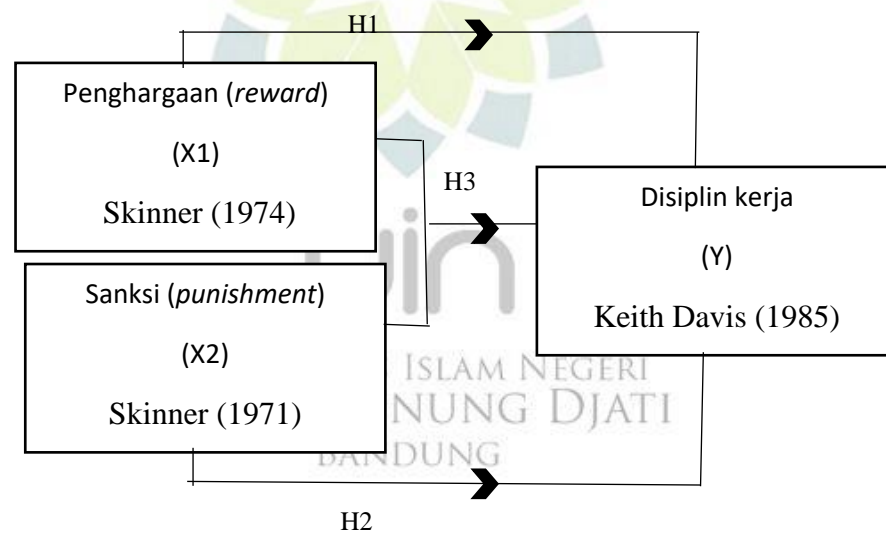 H1
Penghargaan (reward)
(X1)
Skinner (1974)
H3
Disiplin kerja
(Y)
Keith Davis (1985)
Sanksi (punishment)
(X2)
Skinner (1971)
H2
uin
ISLAM NEGERI
NUNG DJATI
BANDUNG